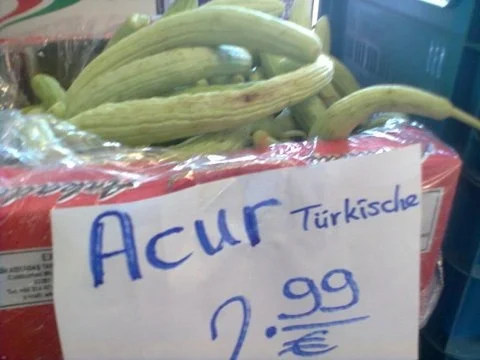 Acur Türkische
2.99
€